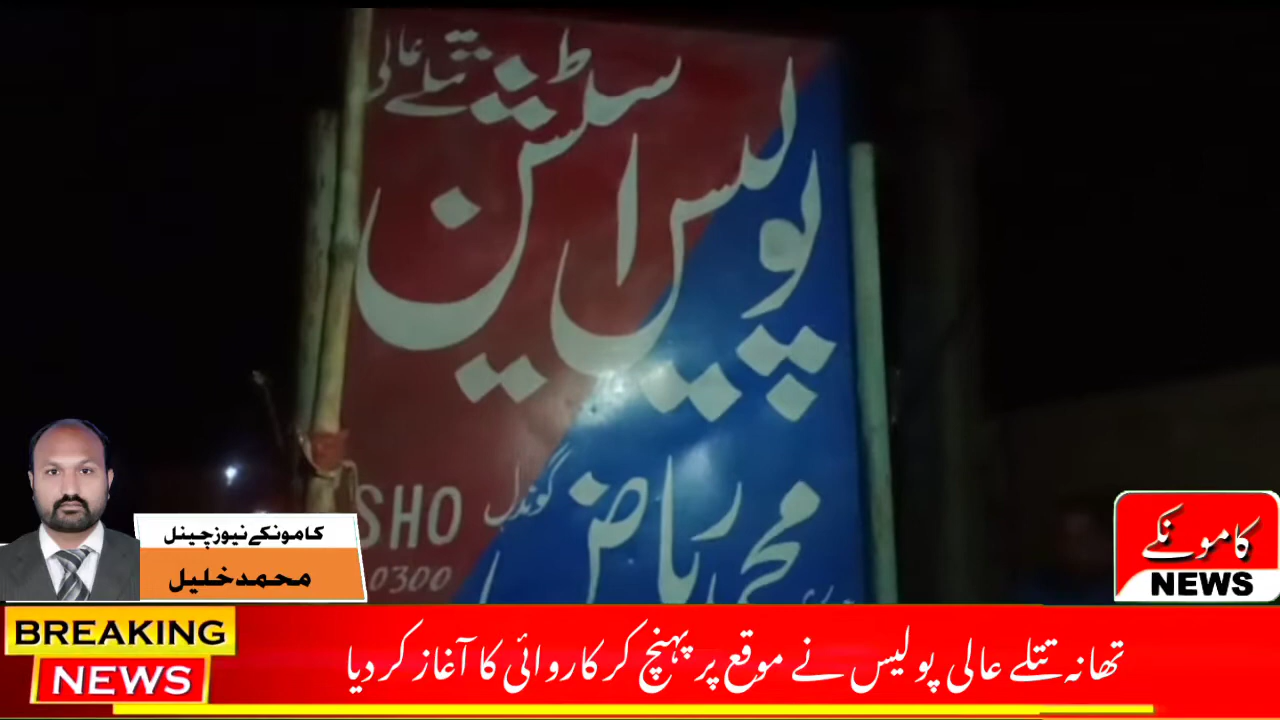 تتلے عالی
پولیس اسٹیشن
محمد ریاض گوندل
SHO
0300
کامونکے نیوز چینل
محمد خلیل
کامونکے
NEWS
BREAKING
NEWS
تھانہ تتلے عالی پولیس نے موقع پر پہنچ کر کاروائی کا آغاز کر دیا